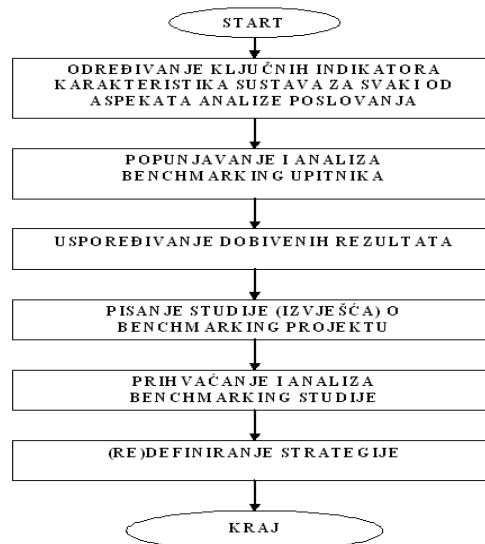 START
ODREĐIVANJE KLJUČNIH INDIKATORA
KARAKTERISTIKA SUSTAVA ZA SVAKI OD
ASPEKATA ANALIZE POSLOVANJA
POPUNJAVANJE I ANALIZA
BENCHMARKING UPITNIKA
USPOREĐIVANJE DOBIVENIH REZULTATA
PISANJE STUDIJE (IZVJEŠĆA) O
BENCHMARKING PROJEKTU
PRIHVAĆANJE I ANALIZA
BENCHMARKING STUDIJE
(RE)DEFINIRANJE STRATEGIJE
KRAJ